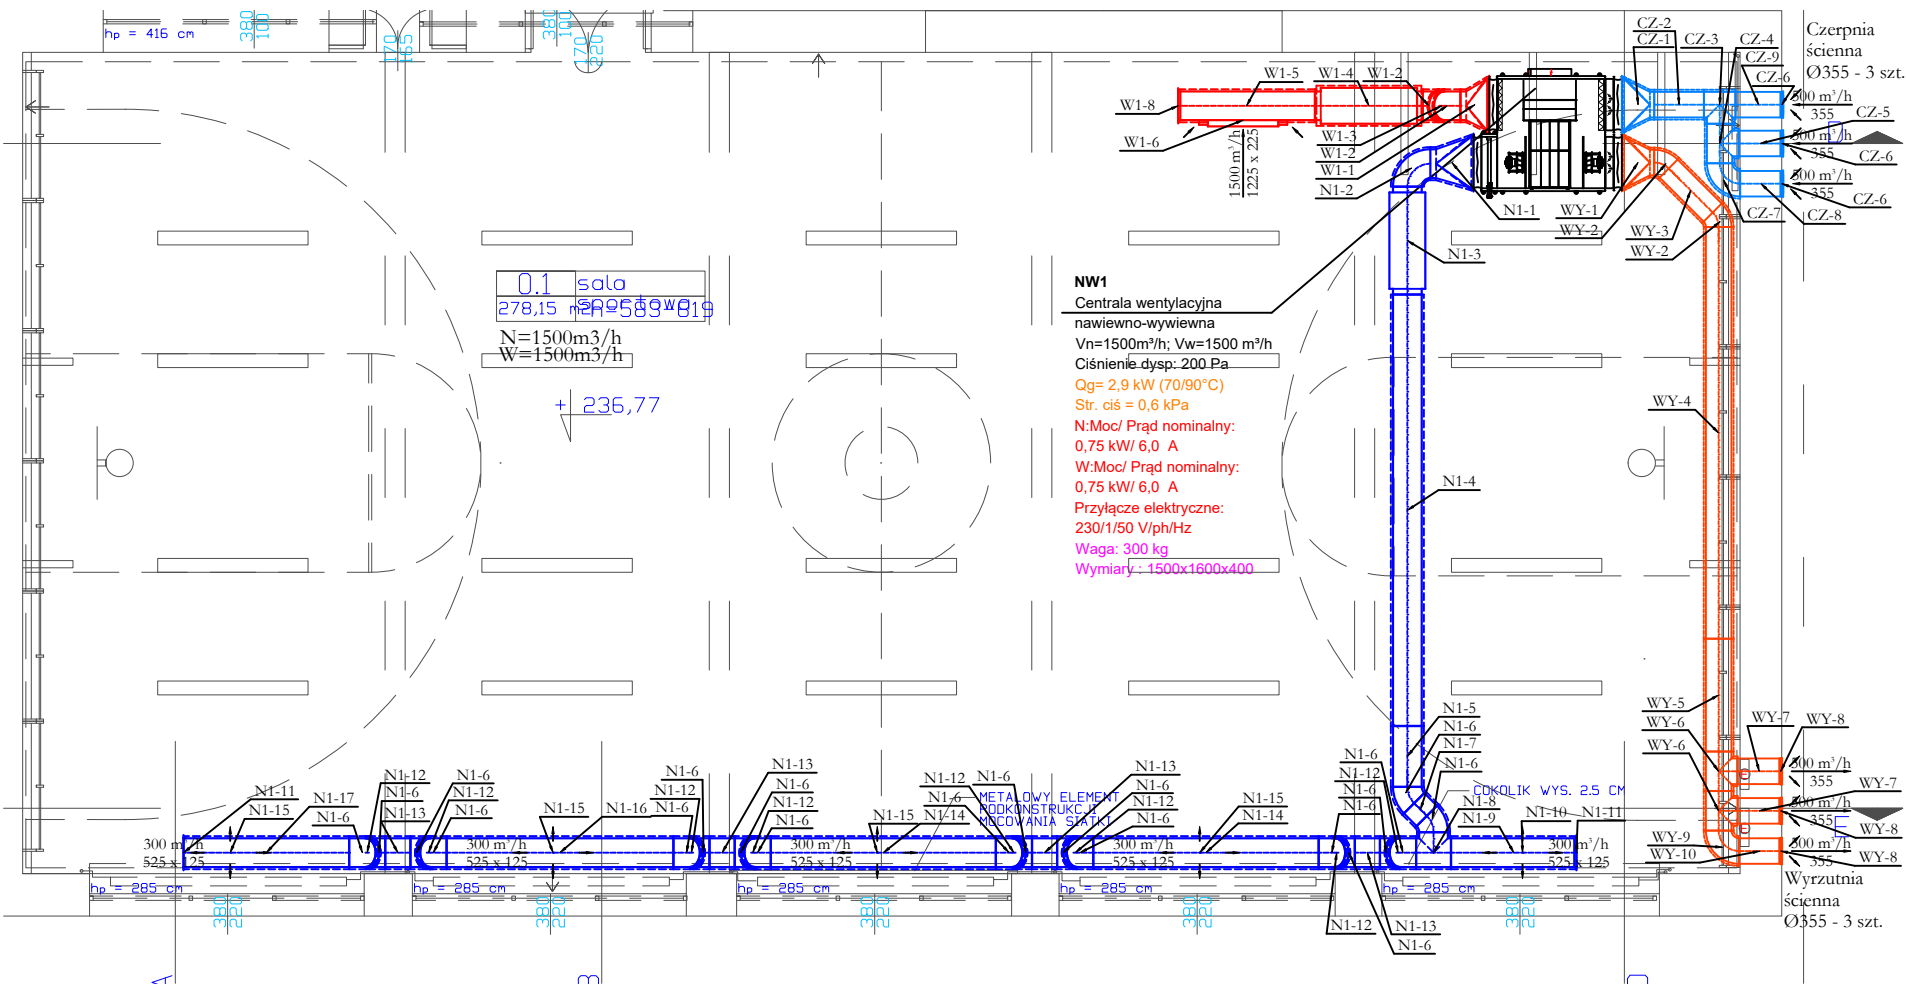 hp = 416 cm
380
100
170
165
380
100
170
220
W1-5
W1-4
W1-2
W1-8
W1-6
W1-3
W1-2
W1-1
N1-2
1500 m³/h
1225 x 225
CZ-2
CZ-1
CZ-3
CZ-4
CZ-9
CZ-6
Czerpnia
ścienna
Ø355 - 3 szt.
500 m³/h
355
CZ-5
500 m³/h
355
CZ-6
500 m³/h
355
CZ-6
CZ-7
CZ-8
N1-1
WY-1
WY-2
WY-3
WY-2
N1-3
0.1
sala
sportowa
278,15 m2
h=583-619
N=1500m3/h
W=1500m3/h
+ 236,77
NW1
Centrala wentylacyjna
nawiewno-wywiewna
Vn=1500m³/h; Vw=1500 m³/h
Ciśnienie dysp: 200 Pa
Qg= 2,9 kW (70/90°C)
Str. ciś = 0,6 kPa
N:Moc/ Prąd nominalny:
0,75 kW/ 6,0 A
W:Moc/ Prąd nominalny:
0,75 kW/ 6,0 A
Przyłącze elektryczne:
230/1/50 V/ph/Hz
Waga: 300 kg
Wymiary : 1500x1600x400
WY-4
N1-4
WY-5
WY-6
WY-6
WY-7
WY-8
500 m³/h
355
WY-7
500 m³/h
355
WY-8
500 m³/h
355
WY-8
WY-9
WY-10
Wyrzutnia
ścienna
Ø355 - 3 szt.
N1-5
N1-6
N1-7
N1-6
COKOLIK WYS. 2.5 CM
N1-8
N1-9
N1-10
N1-11
300 m³/h
525 x 125
N1-11
N1-15
N1-17
N1-6
N1-12
N1-6
N1-13
N1-6
N1-12
N1-6
300 m³/h
525 x 125
N1-15
N1-16
N1-6
N1-12
N1-6
300 m³/h
525 x 125
N1-13
N1-6
N1-12
N1-6
N1-15
N1-14
300 m³/h
525 x 125
N1-12
N1-6
N1-6
METALOWY ELEMENT
PODKONSTRUKCJI
MOCOWANIA SIATKI
N1-13
N1-6
N1-12
N1-6
N1-15
N1-14
300 m³/h
525 x 125
N1-6
N1-12
N1-6
N1-6
N1-12
N1-13
N1-6
hp = 285 cm
hp = 285 cm
hp = 285 cm
hp = 285 cm
hp = 285 cm
380
220
380
220
380
220
380
220
380
220
A
B